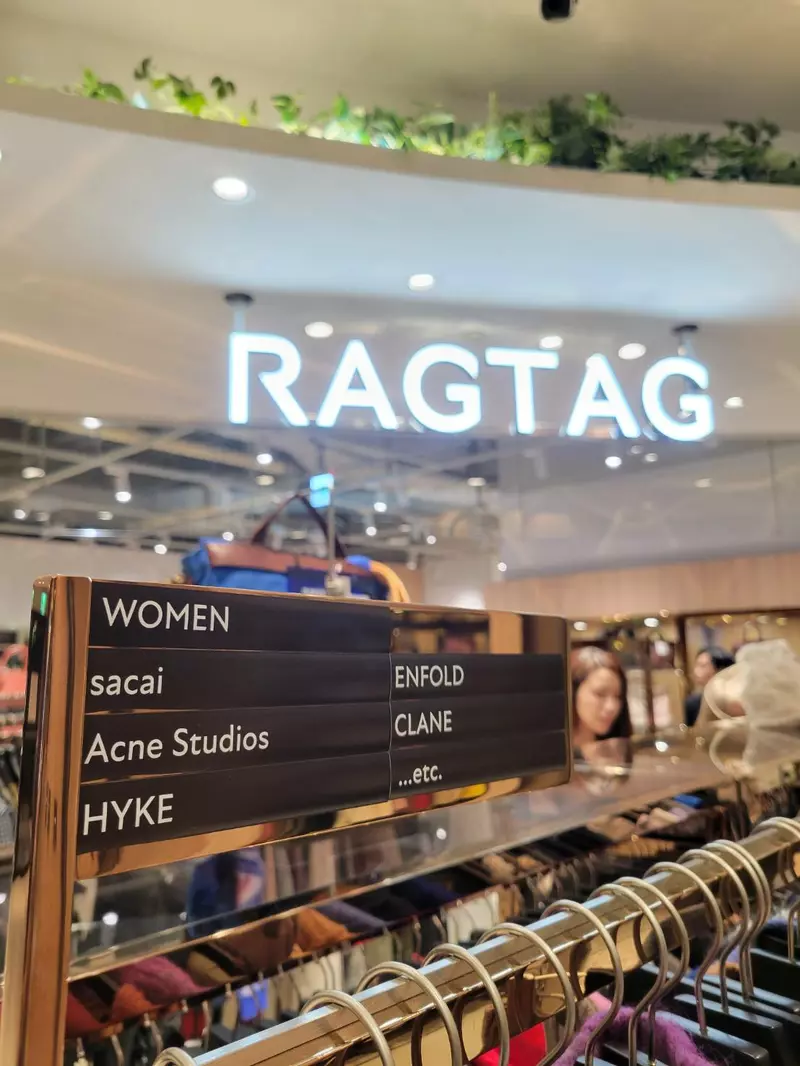 RAGTAG
WOMEN
sacai
Acne Studios
HYKE
ENFOLD
CLANE
...etc.